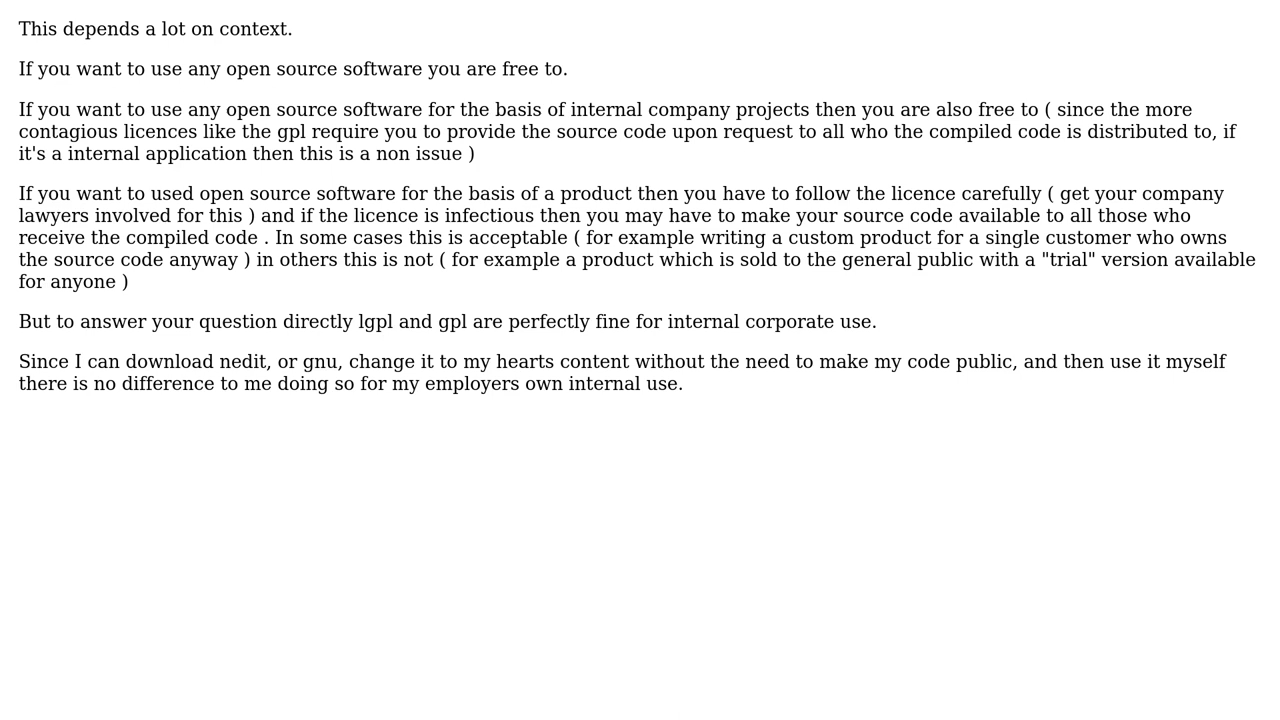 This depends a lot on context.
If you want to use any open source software you are free to.
If you want to use any open source software for the basis of internal company projects then you are also free to ( since the more
contagious licences like the gpl require you to provide the source code upon request to all who the compiled code is distributed to, if
it's a internal application then this is a non issue )
If you want to used open source software for the basis of a product then you have to follow the licence carefully ( get your company
lawyers involved for this ) and if the licence is infectious then you may have to make your source code available to all those who
receive the compiled code . In some cases this is acceptable ( for example writing a custom product for a single customer who owns
the source code anyway ) in others this is not ( for example a product which is sold to the general public with a "trial" version available
for anyone )
But to answer your question directly lgpl and gpl are perfectly fine for internal corporate use.
Since I can download nedit, or gnu, change it to my hearts content without the need to make my code public, and then use it myself
there is no difference to me doing so for my employers own internal use.